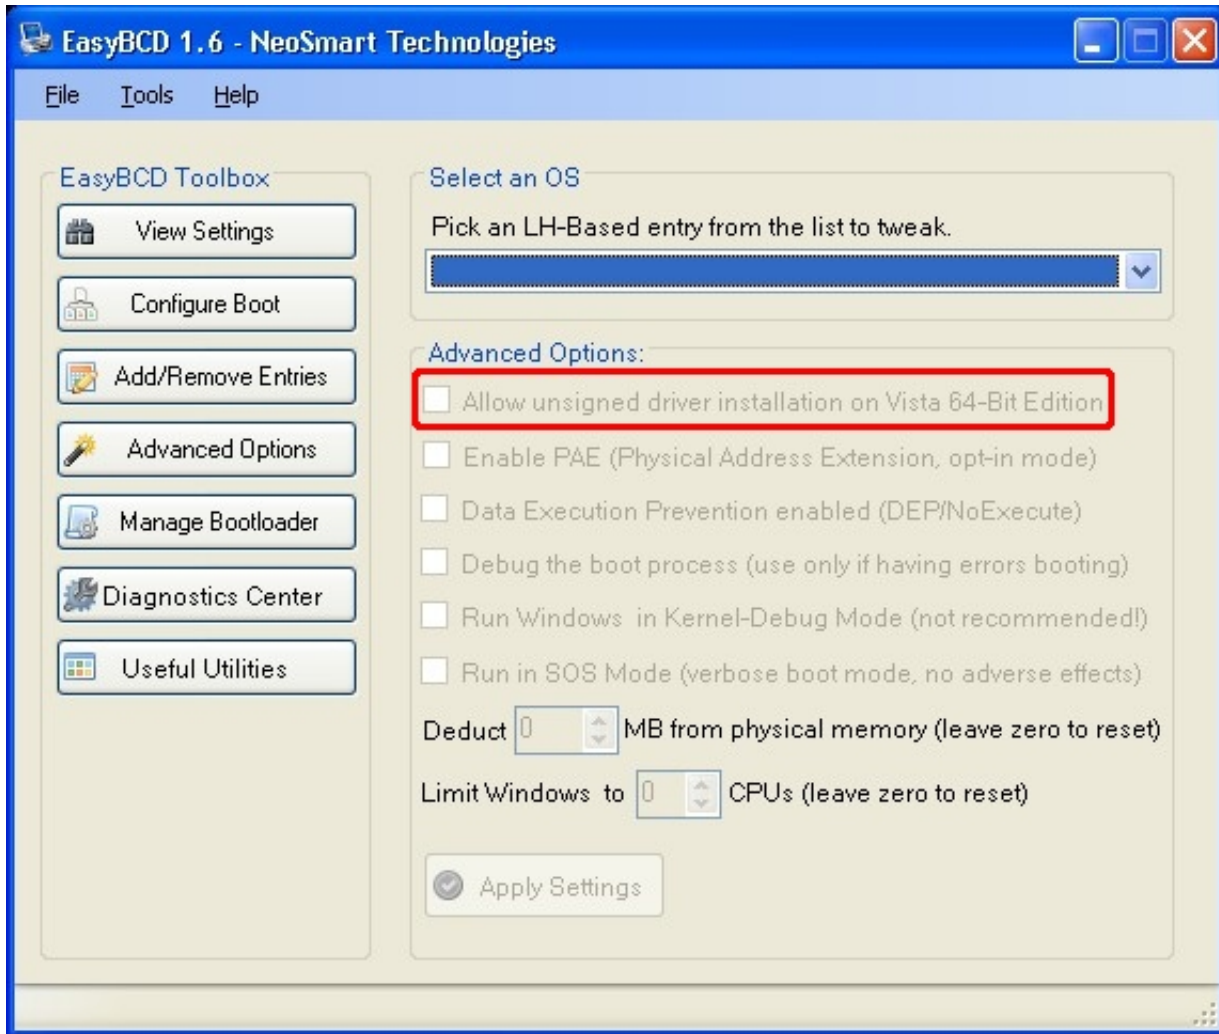 EasyBCD 1.6 - NeoSmart Technologies
File Tools Help
EasyBCD Toolbox
View Settings
Configure Boot
Add/Remove Entries
Advanced Options
Manage Bootloader
Diagnostics Center
Useful Utilities
Select an OS
Pick an LH-Based entry from the list to tweak.
Advanced Options:
Allow unsigned driver installation on Vista 64-Bit Edition
Enable PAE (Physical Address Extension, opt-in mode)
Data Execution Prevention enabled (DEP/NoExecute)
Debug the boot process (use only if having errors booting)
Run Windows in Kernel-Debug Mode (not recommended!)
Run in SOS Mode (verbose boot mode, no adverse effects)
Deduct 0 MB from physical memory (leave zero to reset)
Limit Windows to 0 CPUs (leave zero to reset)
Apply Settings